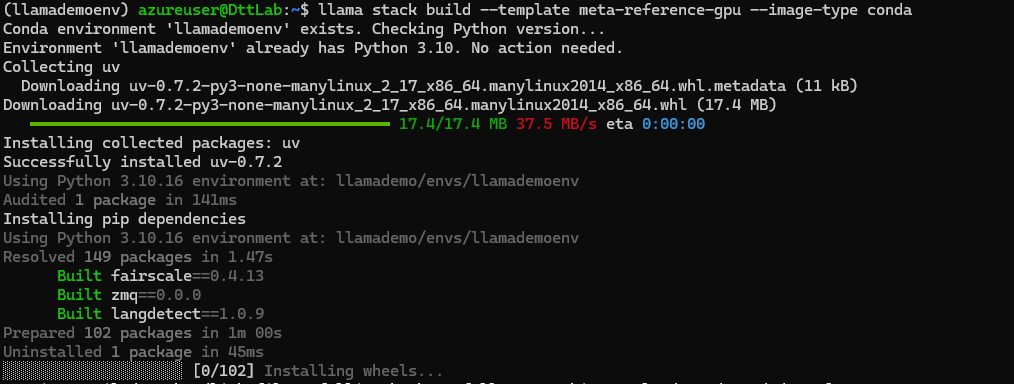 (llamademoenv) azureuser@DttLab:~$ llama stack build --template meta-reference-gpu --image-type conda
Conda environment 'llamademoenv' exists. Checking Python version...
Environment 'llamademoenv' already has Python 3.10. No action needed.
Collecting uv
  Downloading uv-0.7.2-py3-none-manylinux_2_17_x86_64.manylinux2014_x86_64.whl.metadata (11 kB)
Downloading uv-0.7.2-py3-none-manylinux_2_17_x86_64.manylinux2014_x86_64.whl (17.4 MB)
17.4/17.4 MB 37.5 MB/s eta 0:00:00
Installing collected packages: uv
Successfully installed uv-0.7.2
Using Python 3.10.16 environment at: llamademo/envs/llamademoenv
Audited 1 package in 141ms
Installing pip dependencies
Using Python 3.10.16 environment at: llamademo/envs/llamademoenv
Resolved 149 packages in 1.47s
      Built fairscale==0.4.13
      Built zmq==0.0.0
      Built langdetect==1.0.9
Prepared 102 packages in 1m 00s
Uninstalled 1 package in 45ms
[0/102] Installing wheels...